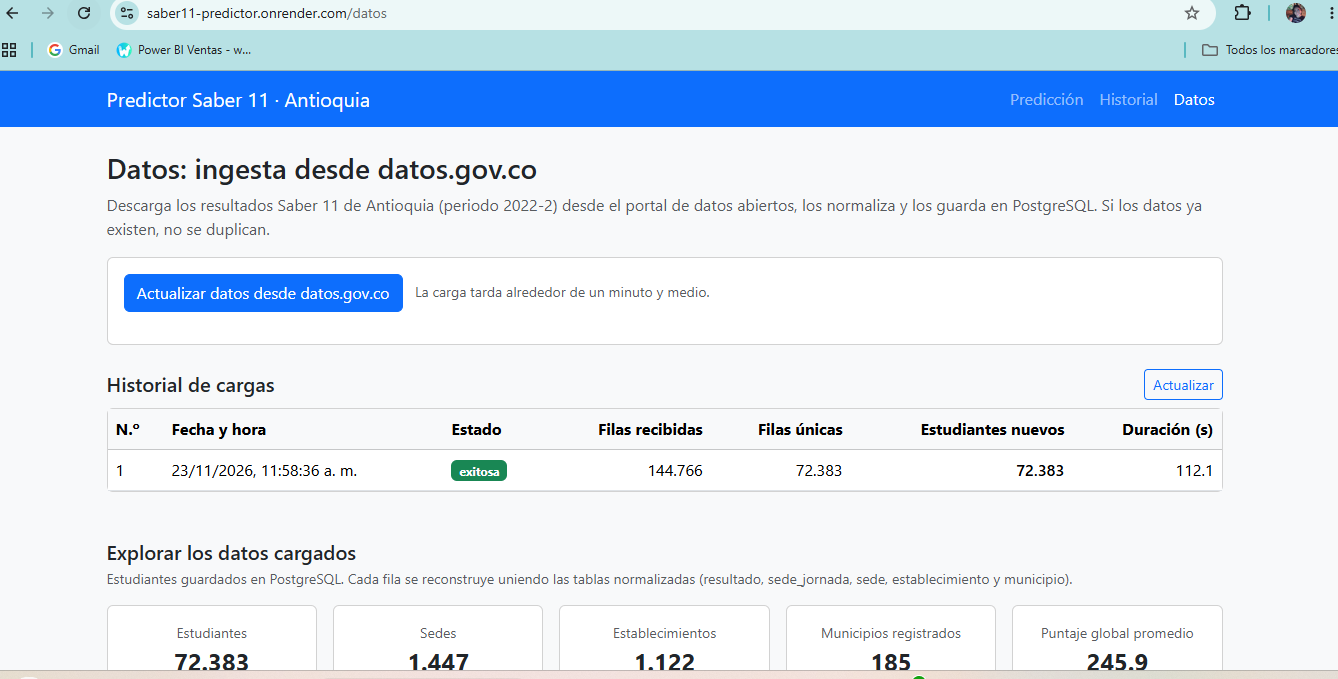 saber11-predictor.onrender.com/datos
Gmail
Power BI Ventas - w...
Todos los marcadores
Predictor Saber 11 · Antioquia
Predicción Historial Datos
Datos: ingesta desde datos.gov.co
Descarga los resultados Saber 11 de Antioquia (periodo 2022-2) desde el portal de datos abiertos, los normaliza y los guarda en PostgreSQL. Si los datos ya
existen, no se duplican.
Actualizar datos desde datos.gov.co La carga tarda alrededor de un minuto y medio.
Historial de cargas Actualizar
N.º Fecha y hora Estado Filas recibidas Filas únicas Estudiantes nuevos Duración (s)
1 23/11/2026, 11:58:36 a. m. exitosa 144.766 72.383 72.383 112.1
Explorar los datos cargados
Estudiantes guardados en PostgreSQL. Cada fila se reconstruye uniendo las tablas normalizadas (resultado, sede_jornada, sede, establecimiento y municipio).
Estudiantes Sedes Establecimientos Municipios registrados Puntaje global promedio
72.383 1.447 1.122 185 245.9